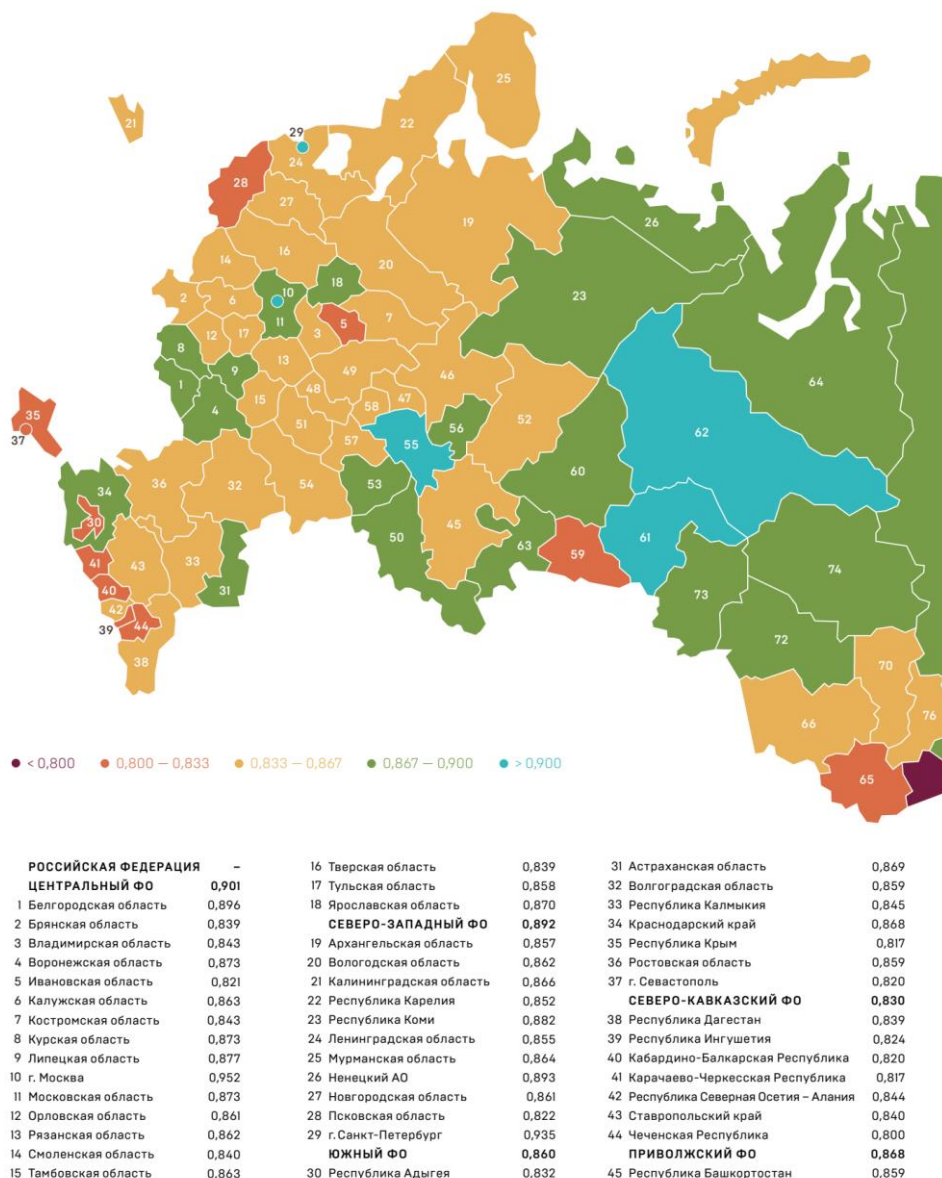 25
22
21
29
24
28
27
19
26
16
14
20
23
10
18
2
6
11
5
7
64
12
17
3
8
13
9
49
46
62
1
15
48
58
47
52
35
4
51
56
37
57
55
60
34
36
32
54
53
30
45
61
50
63
59
41
43
33
31
74
40
73
42
39
44
72
38
70
66
76
65
< 0,800
0,800 — 0,833
0,833 — 0,867
0,867 — 0,900
> 0,900
РОССИЙСКАЯ ФЕДЕРАЦИЯ –
ЦЕНТРАЛЬНЫЙ ФО 0,901
1 Белгородская область 0,896
2 Брянская область 0,839
3 Владимирская область 0,843
4 Воронежская область 0,873
5 Ивановская область 0,821
6 Калужская область 0,863
7 Костромская область 0,843
8 Курская область 0,873
9 Липецкая область 0,877
10 г. Москва 0,952
11 Московская область 0,873
12 Орловская область 0,861
13 Рязанская область 0,862
14 Смоленская область 0,840
15 Тамбовская область 0,863
16 Тверская область 0,839
17 Тульская область 0,858
18 Ярославская область 0,870
СЕВЕРО-ЗАПАДНЫЙ ФО 0,892
19 Архангельская область 0,857
20 Вологодская область 0,862
21 Калининградская область 0,866
22 Республика Карелия 0,852
23 Республика Коми 0,882
24 Ленинградская область 0,855
25 Мурманская область 0,864
26 Ненецкий АО 0,893
27 Новгородская область 0,861
28 Псковская область 0,822
29 г.Санкт-Петербург 0,935
ЮЖНЫЙ ФО 0,860
30 Республика Адыгея 0,832
31 Астраханская область 0,869
32 Волгоградская область 0,859
33 Республика Калмыкия 0,845
34 Краснодарский край 0,868
35 Республика Крым 0,817
36 Ростовская область 0,859
37 г. Севастополь 0,820
СЕВЕРО-КАВКАЗСКИЙ ФО 0,830
38 Республика Дагестан 0,839
39 Республика Ингушетия 0,824
40 Кабардино-Балкарская Республика 0,820
41 Карачаево-Черкесская Республика 0,817
42 Республика Северная Осетия – Алания 0,844
43 Ставропольский край 0,840
44 Чеченская Республика 0,800
ПРИВОЛЖСКИЙ ФО 0,868
45 Республика Башкортостан 0,859